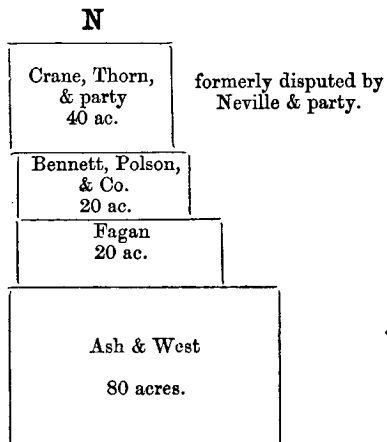 N
Crane, Thorn,
& party
40 ac.
formerly disputed by
Neville & party.
Bennett, Polson,
& Co.
20 ac.
Fagan
20 ac.
Ash & West
80 acres.